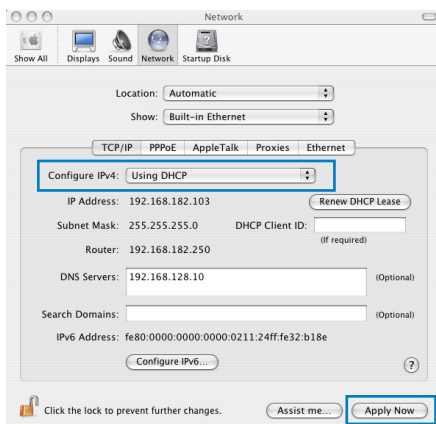 Network
Show All Displays Sound Network Startup Disk
Location: Automatic
Show: Built-in Ethernet
TCP/IP PPPoE AppleTalk Proxies Ethernet
Configure IPv4: Using DHCP
IP Address: 192.168.182.103 Renew DHCP Lease
Subnet Mask: 255.255.255.0 DHCP Client ID:
(If required)
Router: 192.168.182.250
DNS Servers: 192.168.128.10 (Optional)
Search Domains: (Optional)
IPv6 Address: fe80:0000:0000:0000:0211:24ff:fe32:b18e
Configure IPv6... ?
Click the lock to prevent further changes. Assist me... Apply Now